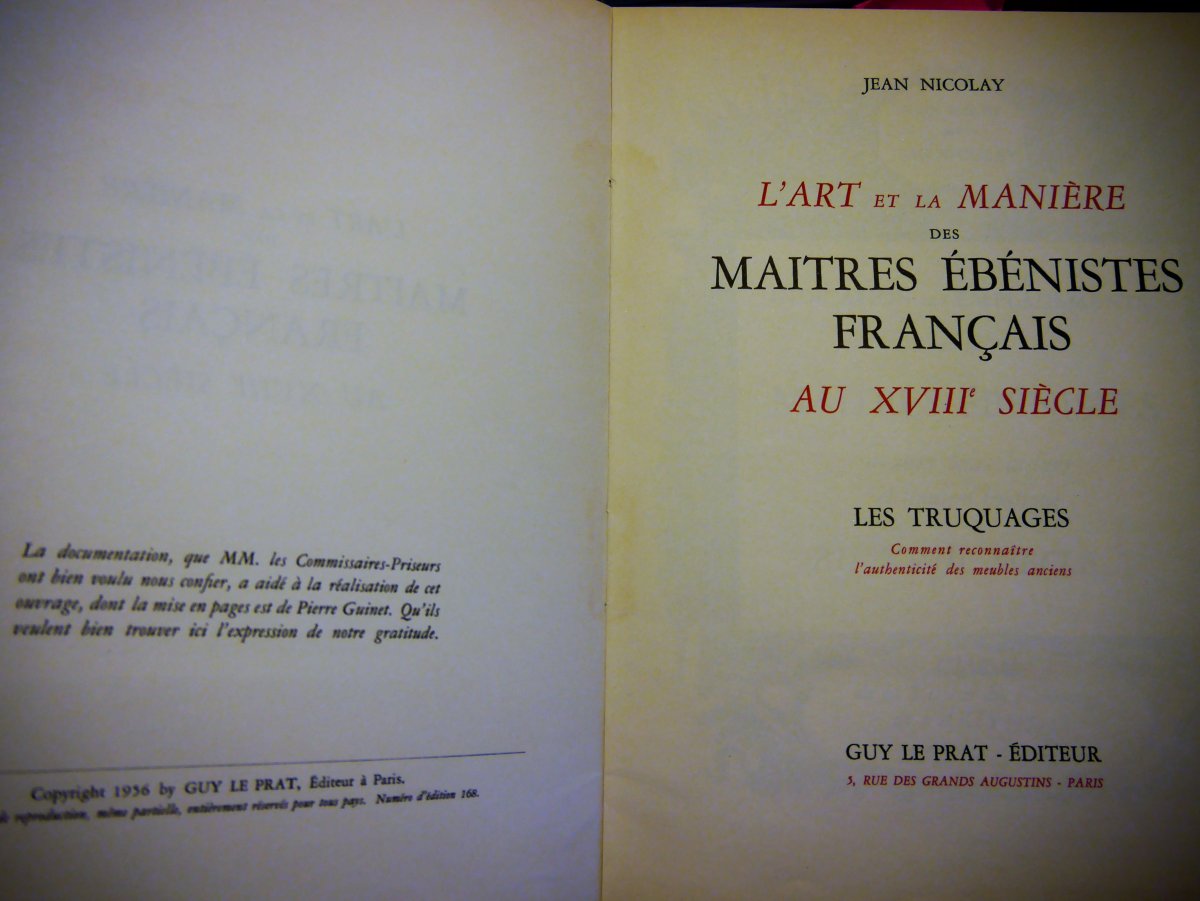 La documentation, que MM. les Commissaires-Priseurs
ont bien voulu nous confier, a aidé à la réalisation de cet
ouvrage, dont la mise en pages est de Pierre Guinet. Qu'ils
veulent bien trouver ici l'expression de notre gratitude.
Copyright 1956 by GUY LE PRAT, Éditeur à Paris.
de reproduction, même partielle, entièrement réservés pour tous pays. Numéro d'édition 168.
JEAN NICOLAY
L'ART ET LA MANIÈRE
DES
MAITRES ÉBÉNISTES
FRANÇAIS
AU XVIIIe SIÈCLE
LES TRUQUAGES
Comment reconnaître
l'authenticité des meubles anciens
GUY LE PRAT - ÉDITEUR
5, RUE DES GRANDS AUGUSTINS - PARIS